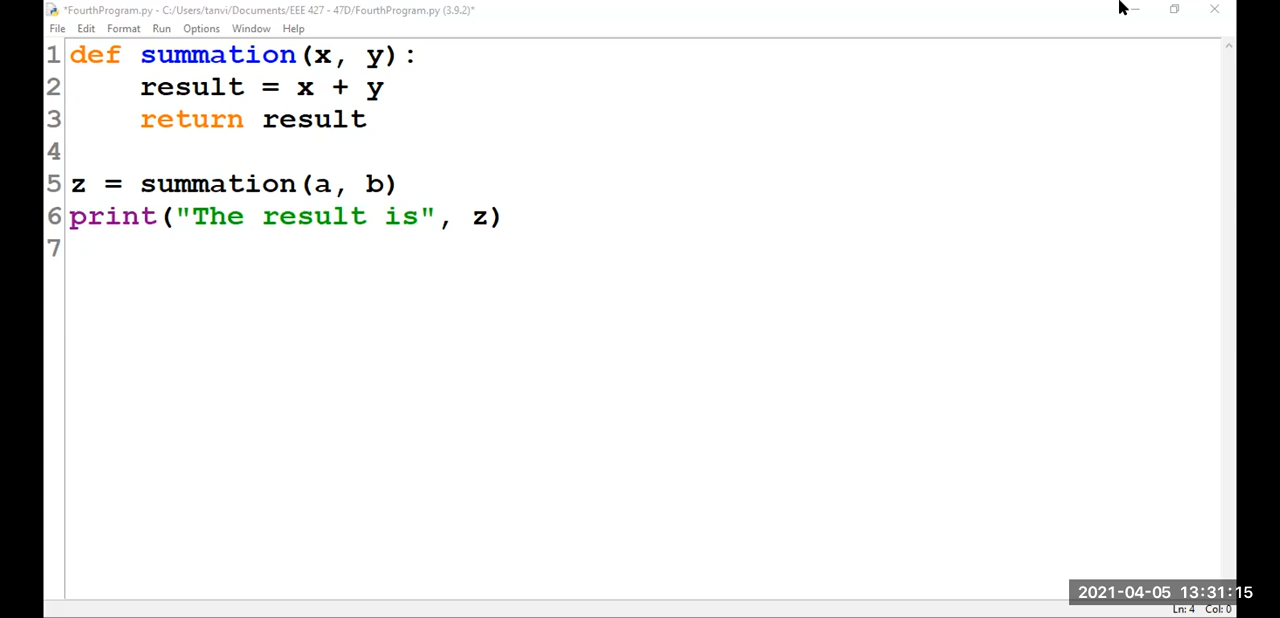 *FourthProgram.py - C:/Users/tanvi/Documents/EEE 427 - 47D/FourthProgram.py (3.9.2)*
File Edit Format Run Options Window Help
1 def summation(x, y):
2     result = x + y
3     return result
4
5 z = summation(a, b)
6 print("The result is", z)
7
2021-04-05 13:31:15
Ln: 4 Col: 0